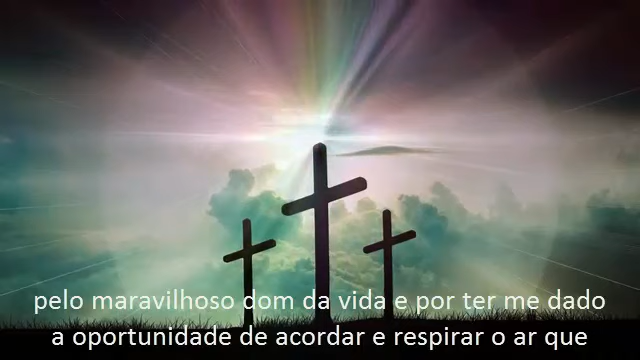 pelo maravilhoso dom da vida e por ter me dado
a oportunidade de acordar e respirar o ar que